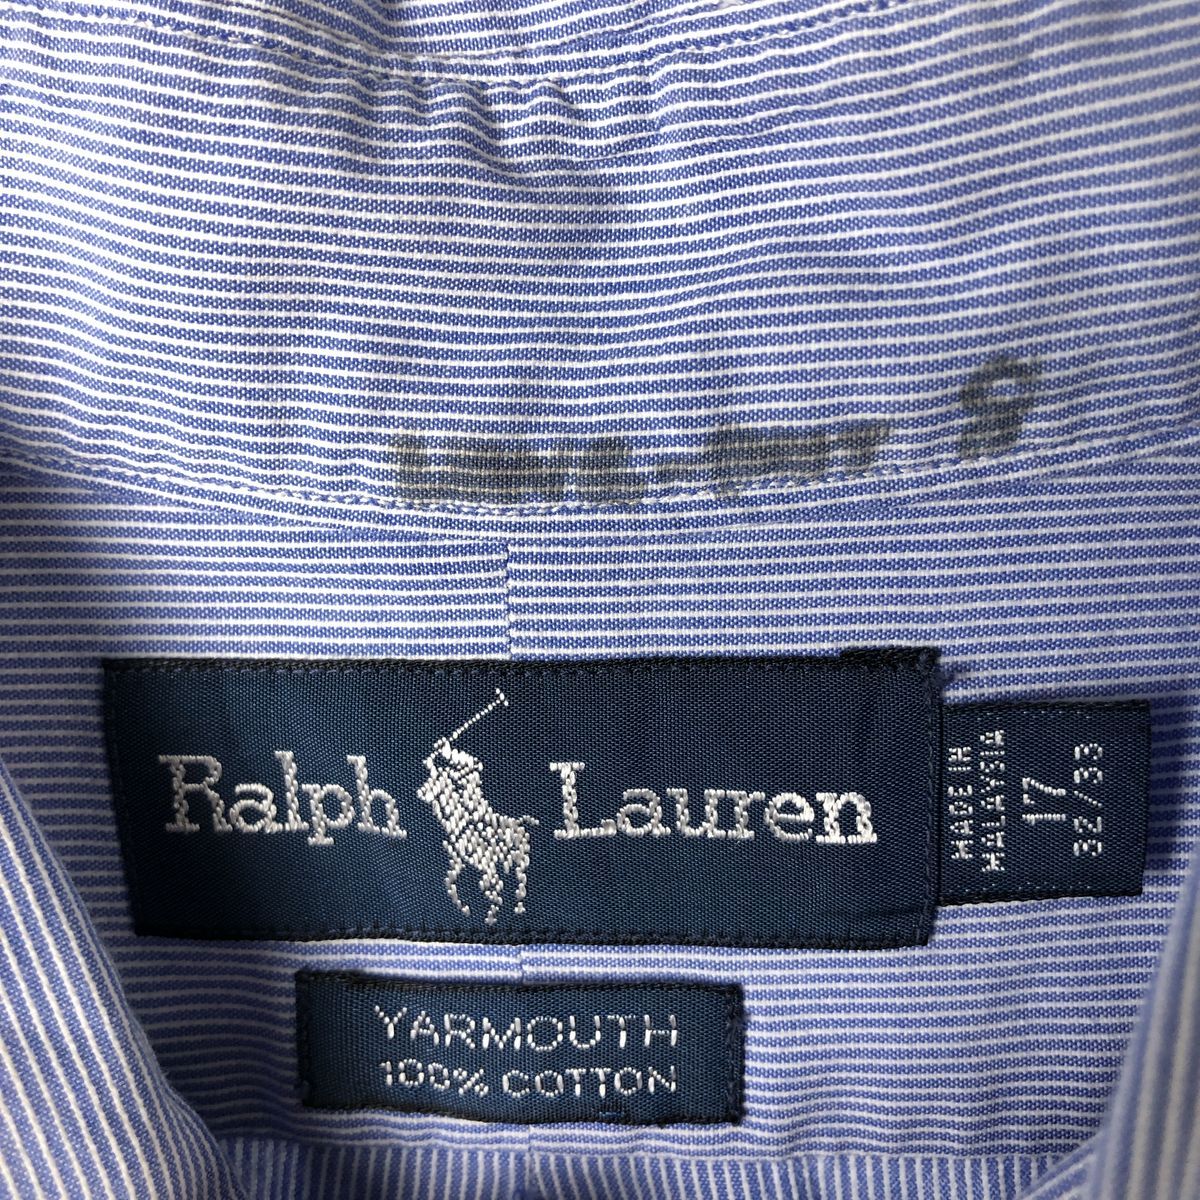 Ralph Lauren
MADE IN
MALAYSIA
17
32/33
YARMOUTH
100% COTTON